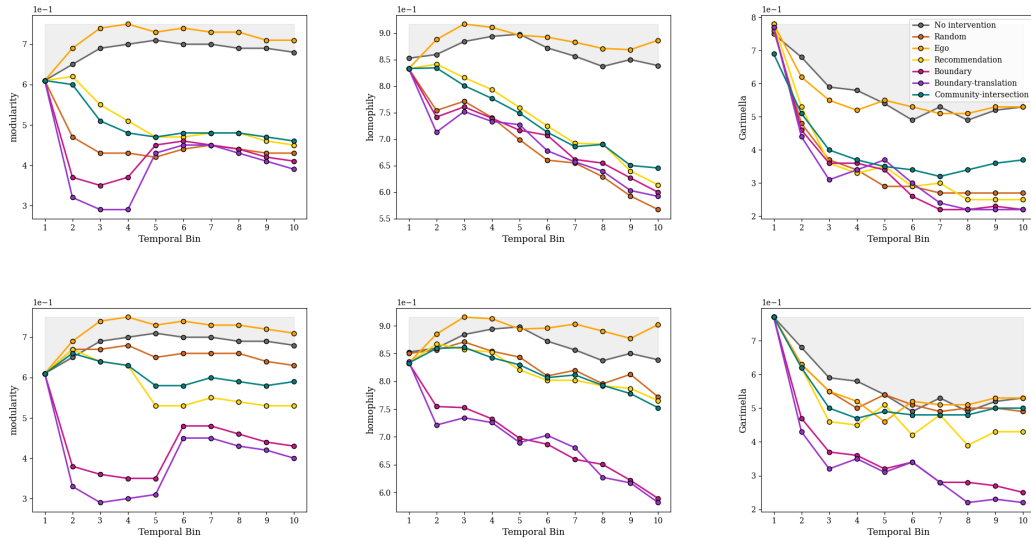 1e−1
modularity
7
6
5
4
3
1 2 3 4 5 6 7 8 9 10
Temporal Bin
1e−1
homophily
9.0
8.5
8.0
7.5
7.0
6.5
6.0
5.5
1 2 3 4 5 6 7 8 9 10
Temporal Bin
1e−1
Garimella
8
7
6
5
4
3
2
1 2 3 4 5 6 7 8 9 10
Temporal Bin
No intervention
Random
Ego
Recommendation
Boundary
Boundary-translation
Community-intersection
1e−1
modularity
7
6
5
4
3
1 2 3 4 5 6 7 8 9 10
Temporal Bin
1e−1
homophily
9.0
8.5
8.0
7.5
7.0
6.5
6.0
1 2 3 4 5 6 7 8 9 10
Temporal Bin
1e−1
Garimella
7
6
5
4
3
2
1 2 3 4 5 6 7 8 9 10
Temporal Bin